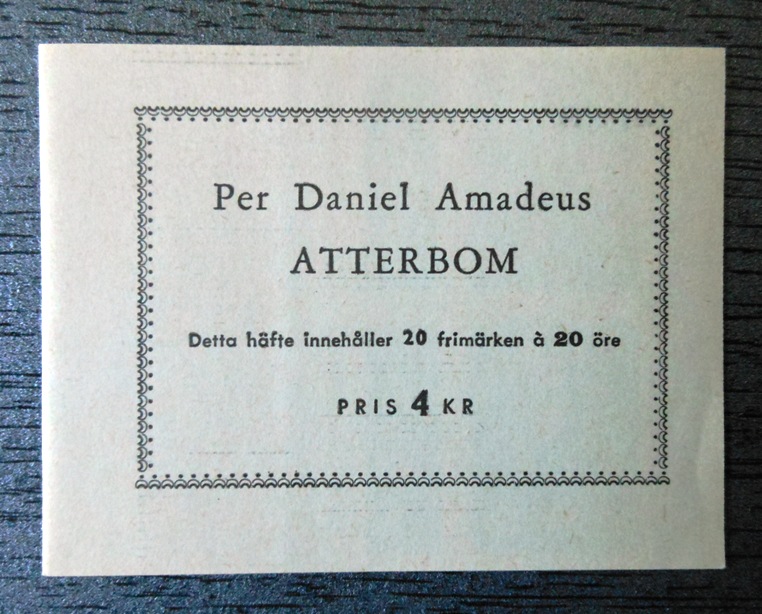 Per Daniel Amadeus
ATTERBOM
Detta häfte innehåller 20 frimärken à 20 öre
PRIS 4 KR